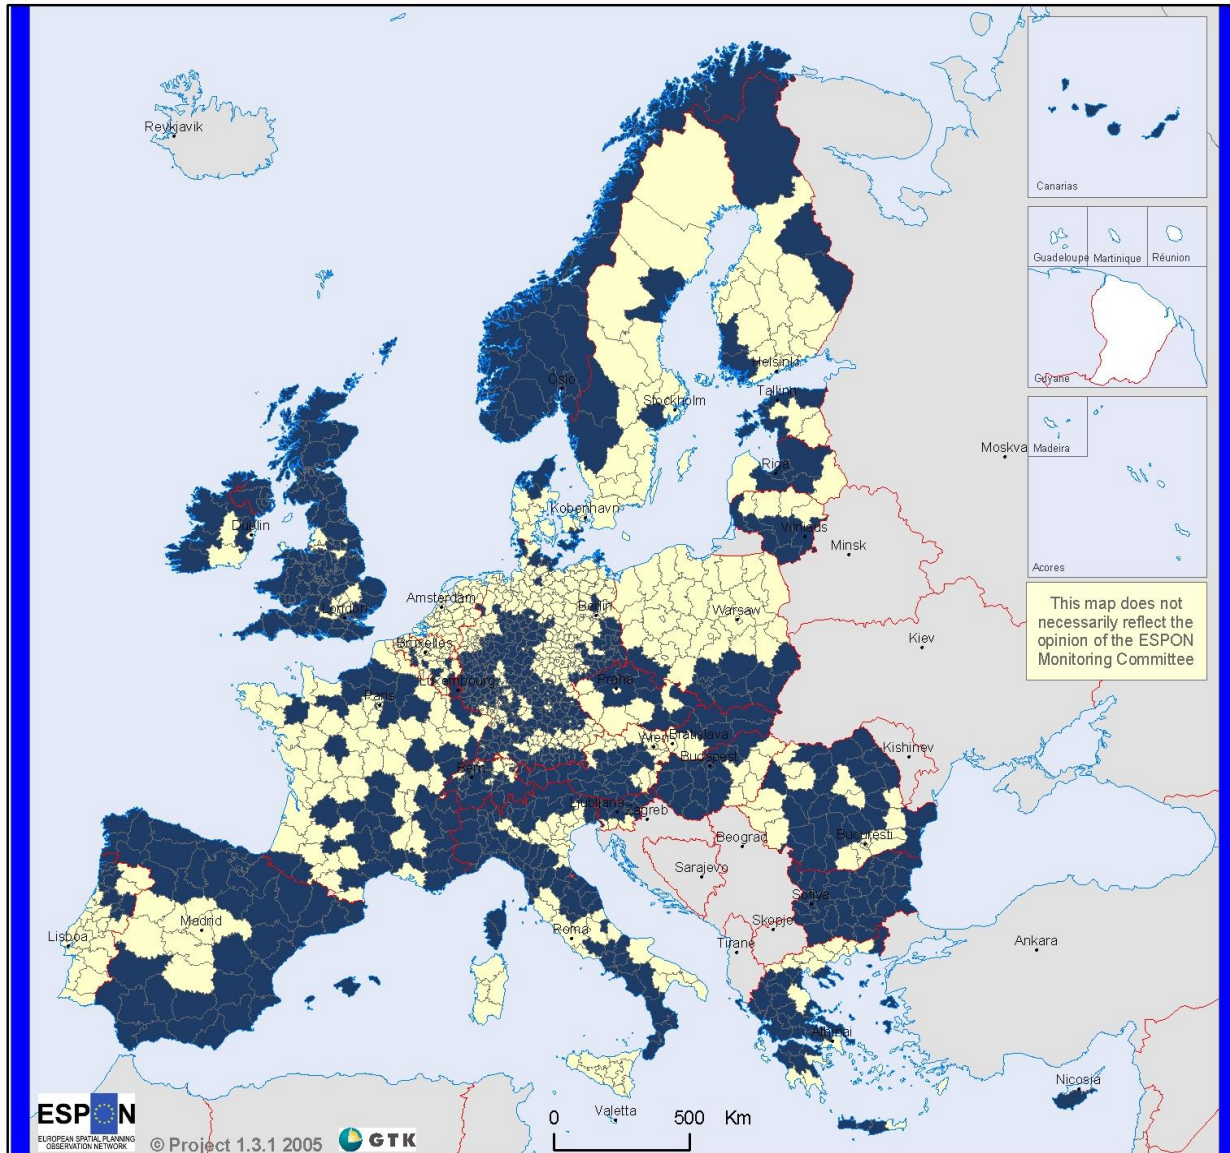 Reykjavik
Canarias
Guadeloupe
Martinique
Réunion
Guyane
Madeira
Acores
This map does not
necessarily reflect the
opinion of the ESPON
Monitoring Committee
Oslo
Helsinki
Stockholm
Tallinn
Riga
Moskva
Kobenhavn
Vilniaus
Minsk
Dublin
London
Amsterdam
Berlin
Warsaw
Bruxelles
Kiev
Luxembourg
Praha
Paris
Wien
Bratislava
Kishinev
Bern
Budapest
Ljubljana
Zagreb
Beograd
Bucuresti
Sarajevo
Sofiya
Skopje
Madrid
Lisboa
Roma
Tirane
Ankara
Athinai
Nicosia
Valetta
ESPON
EUROPEAN SPATIAL PLANNING
OBSERVATION NETWORK
© Project 1.3.1 2005
GTK
0 500 Km